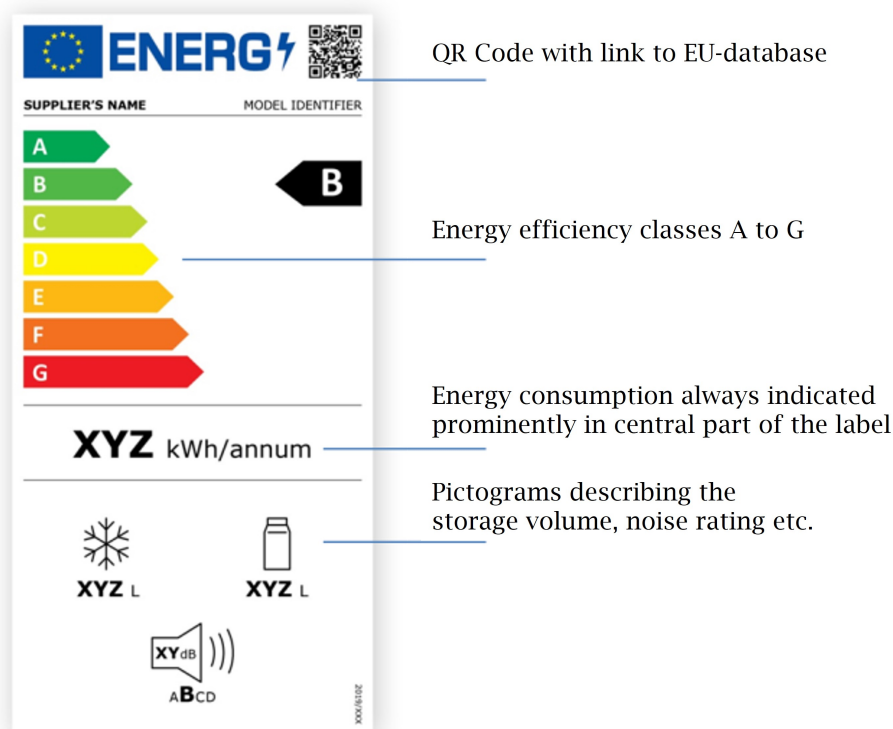 ENERG
QR Code with link to EU-database
SUPPLIER'S NAME MODEL IDENTIFIER
A
B
B
C
Energy efficiency classes A to G
D
E
F
G
Energy consumption always indicated
prominently in central part of the label
XYZ kWh/annum
Pictograms describing the
storage volume, noise rating etc.
XYZ L XYZ L
XY dB
ABCD
2019/XXX